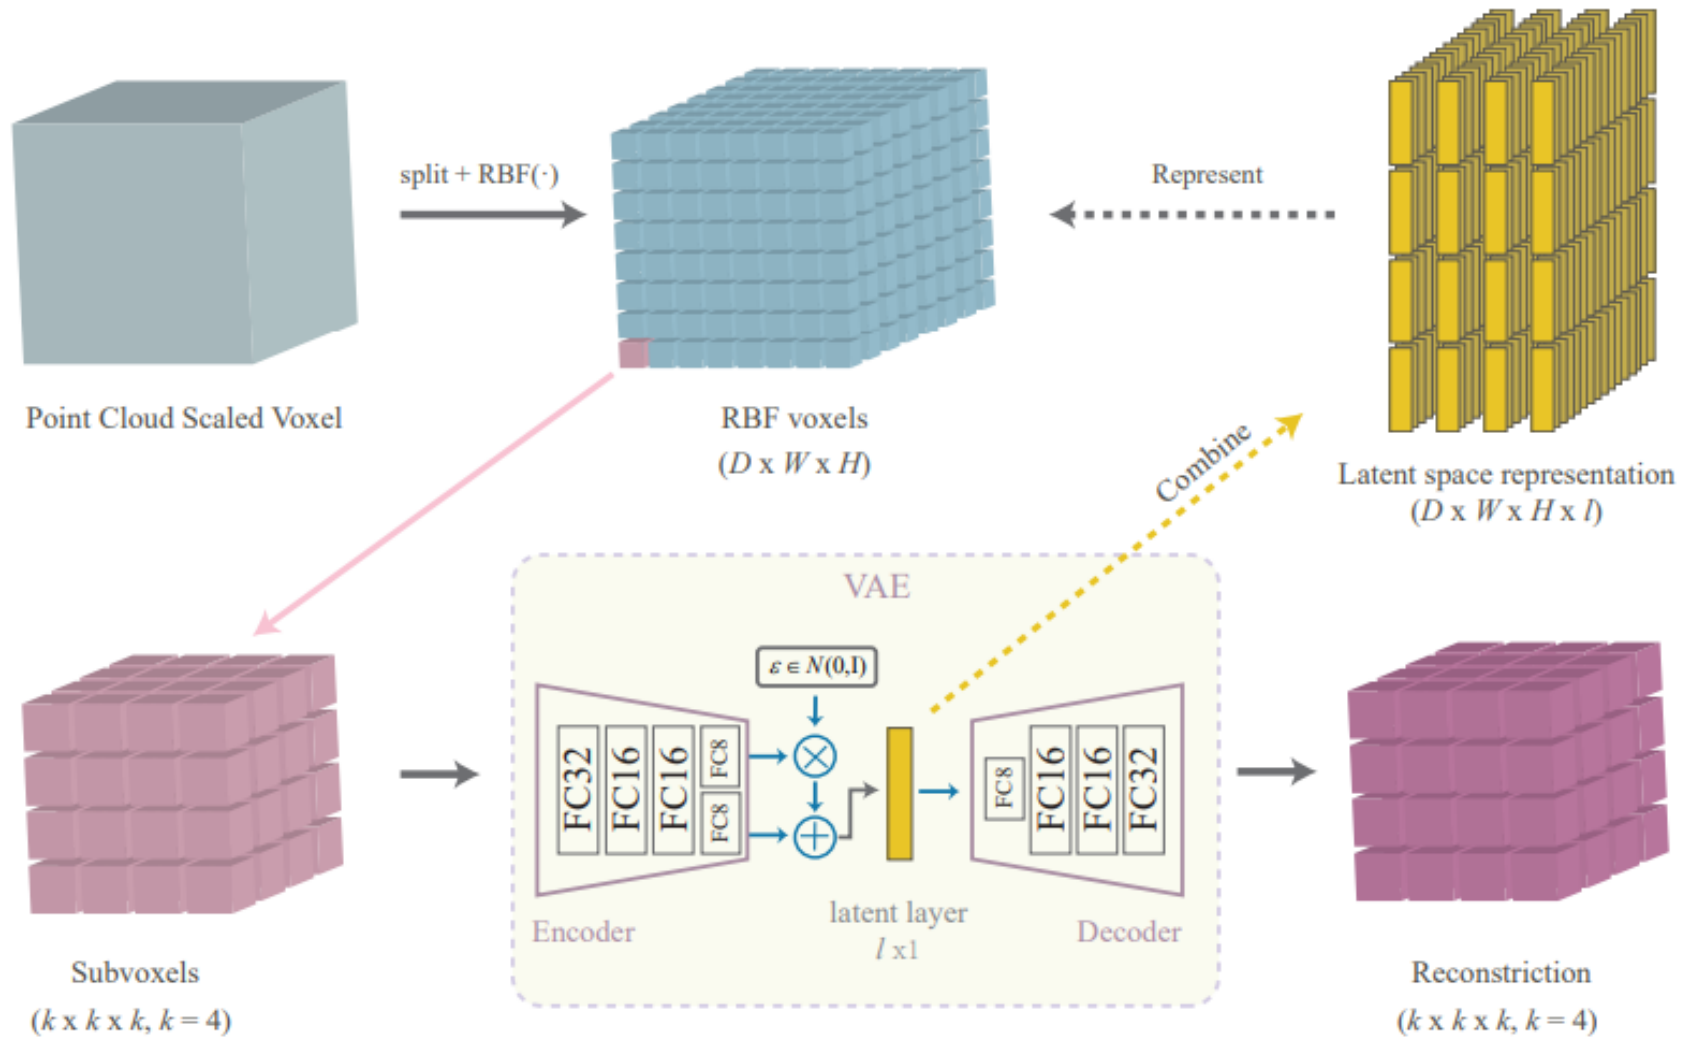 split + RBF(·)
Represent
Point Cloud Scaled Voxel
RBF voxels
(D x W x H)
Combine
Latent space representation
(D x W x H x l)
VAE
ε ∈ N(0,I)
FC32
FC16
FC16
FC8
FC8
FC8
FC16
FC16
FC32
Encoder
latent layer
l x1
Decoder
Subvoxels
(k x k x k, k = 4)
Reconstriction
(k x k x k, k = 4)